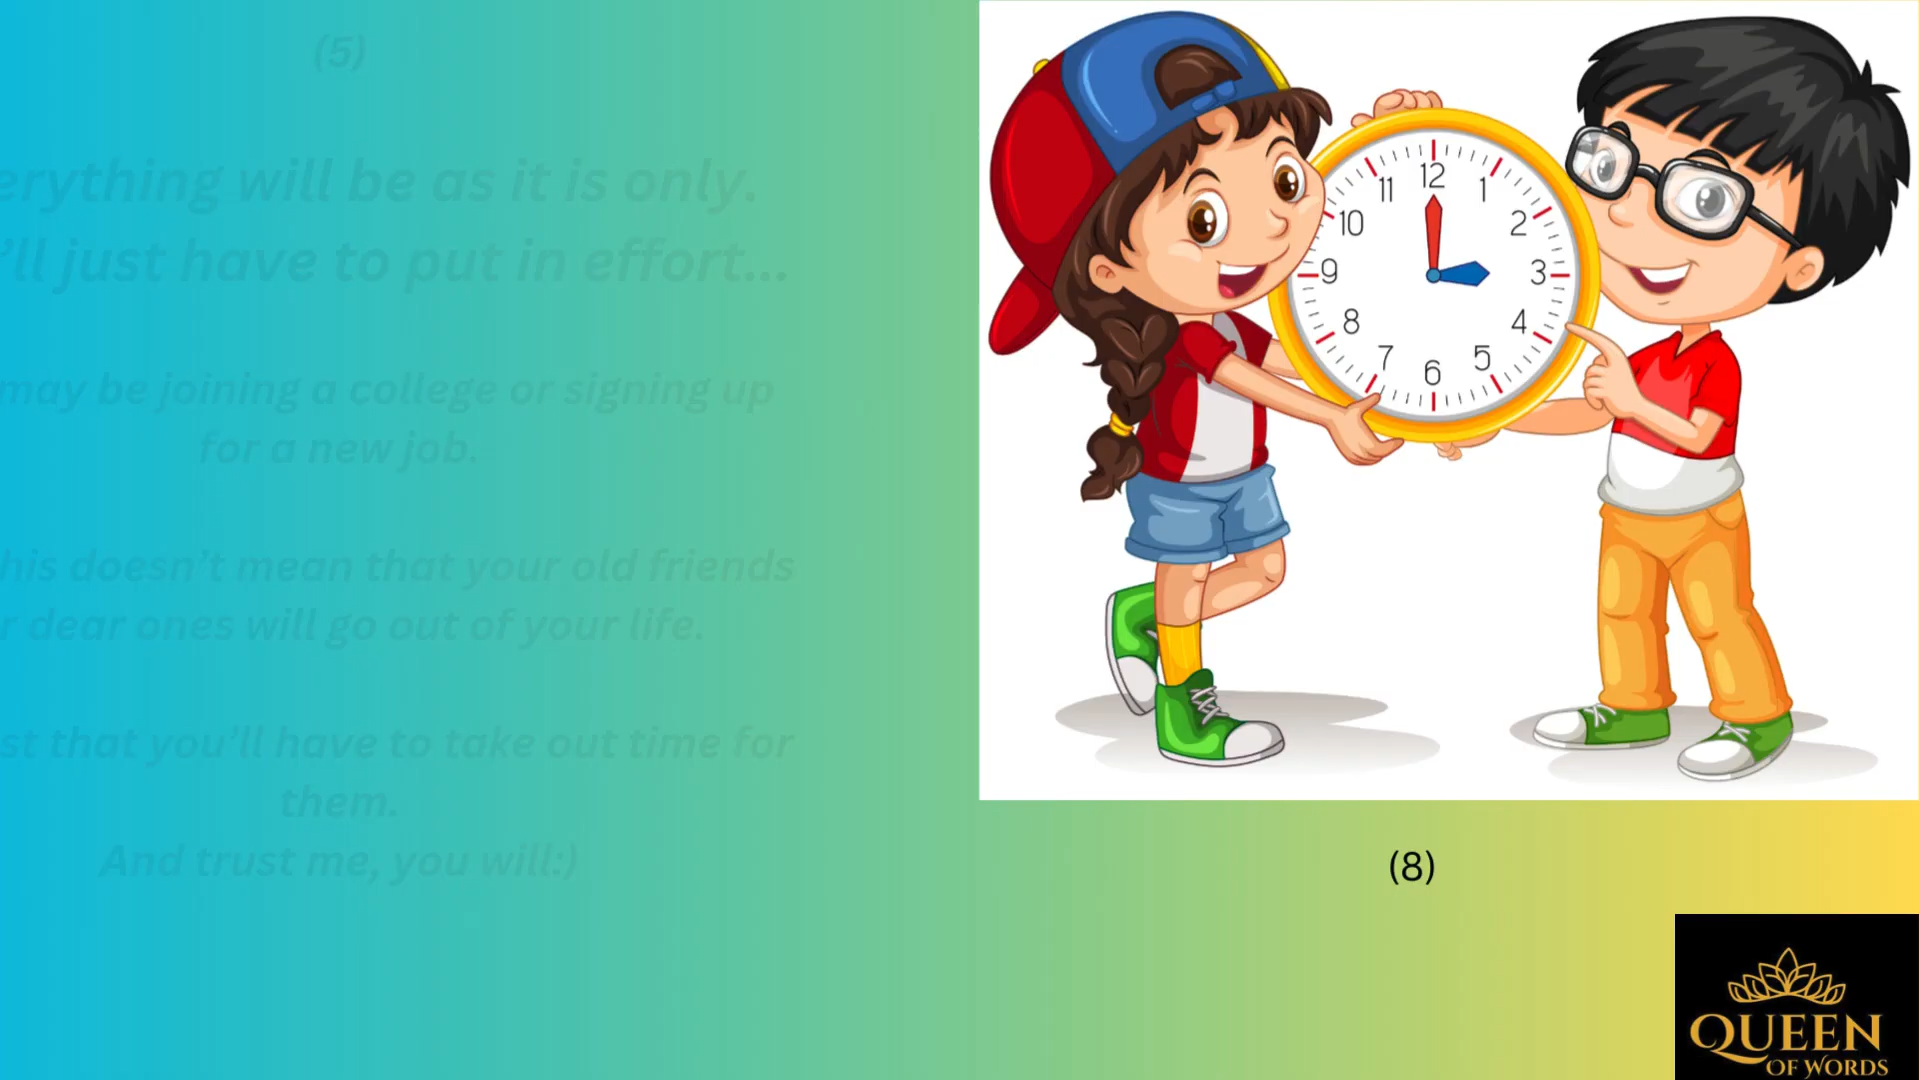 (5)
erything will be as it is only.
'll just have to put in effort...
may be joining a college or signing up
for a new job.
his doesn't mean that your old friends
r dear ones will go out of your life.
st that you'll have to take out time for
them.
And trust me, you will:)
12
1
2
3
4
5
6
7
8
9
10
11
(8)
QUEEN
OF WORDS